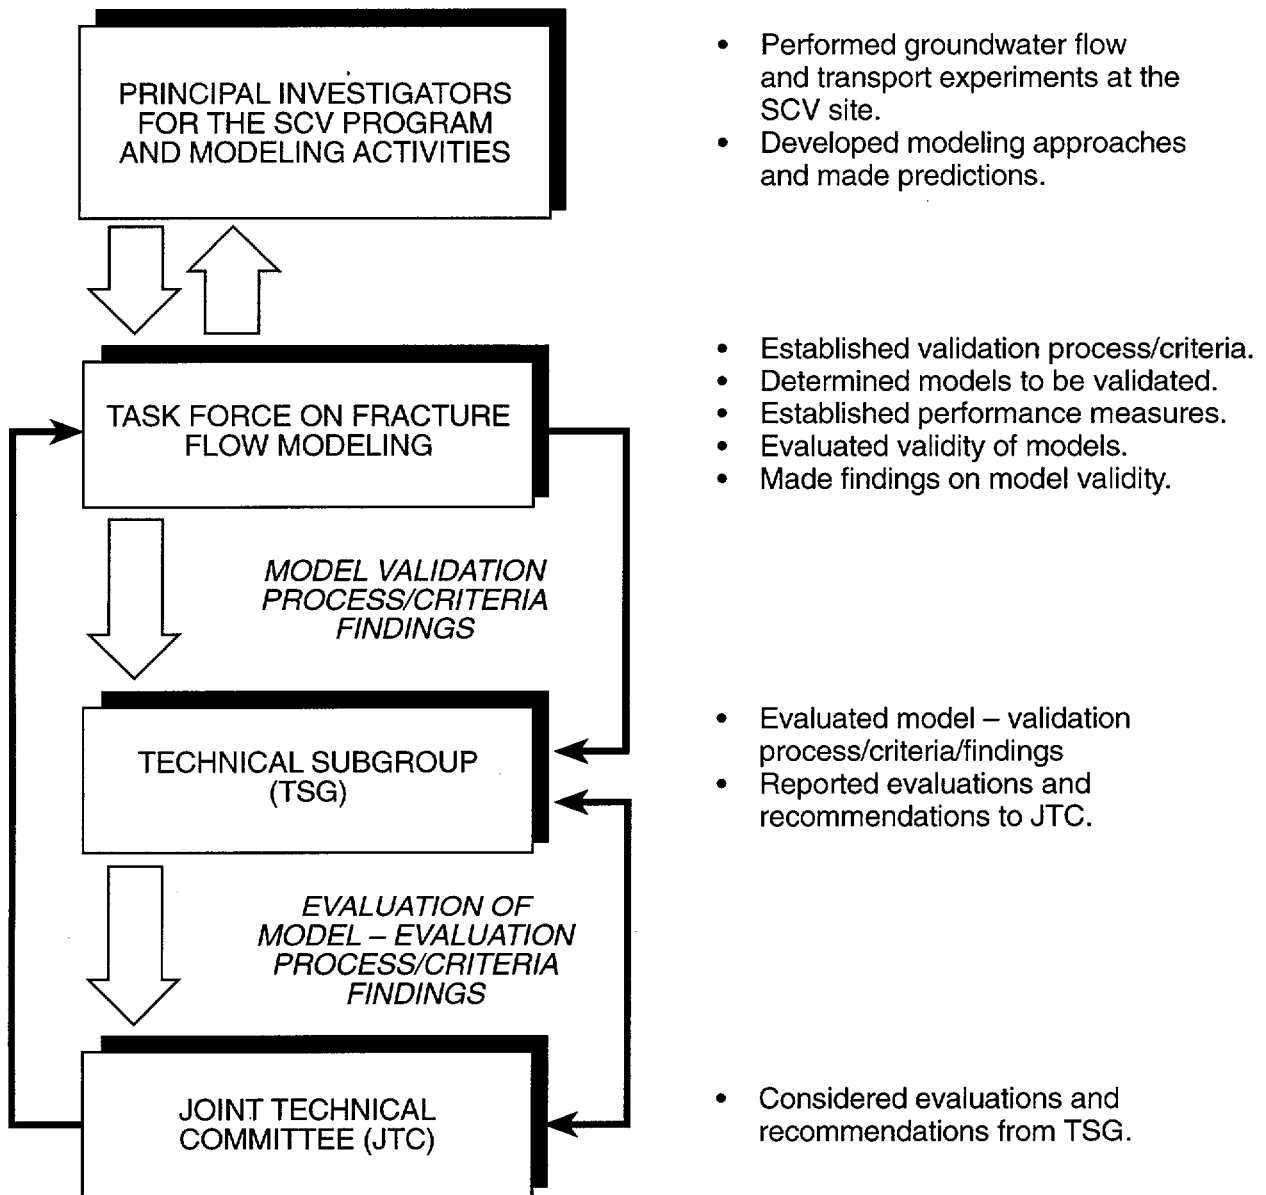 PRINCIPAL INVESTIGATORS
FOR THE SCV PROGRAM
AND MODELING ACTIVITIES
• Performed groundwater flow
and transport experiments at the
SCV site.
• Developed modeling approaches
and made predictions.
TASK FORCE ON FRACTURE
FLOW MODELING
• Established validation process/criteria.
• Determined models to be validated.
• Established performance measures.
• Evaluated validity of models.
• Made findings on model validity.
MODEL VALIDATION
PROCESS/CRITERIA
FINDINGS
TECHNICAL SUBGROUP
(TSG)
• Evaluated model – validation
process/criteria/findings
• Reported evaluations and
recommendations to JTC.
EVALUATION OF
MODEL – EVALUATION
PROCESS/CRITERIA
FINDINGS
JOINT TECHNICAL
COMMITTEE (JTC)
• Considered evaluations and
recommendations from TSG.